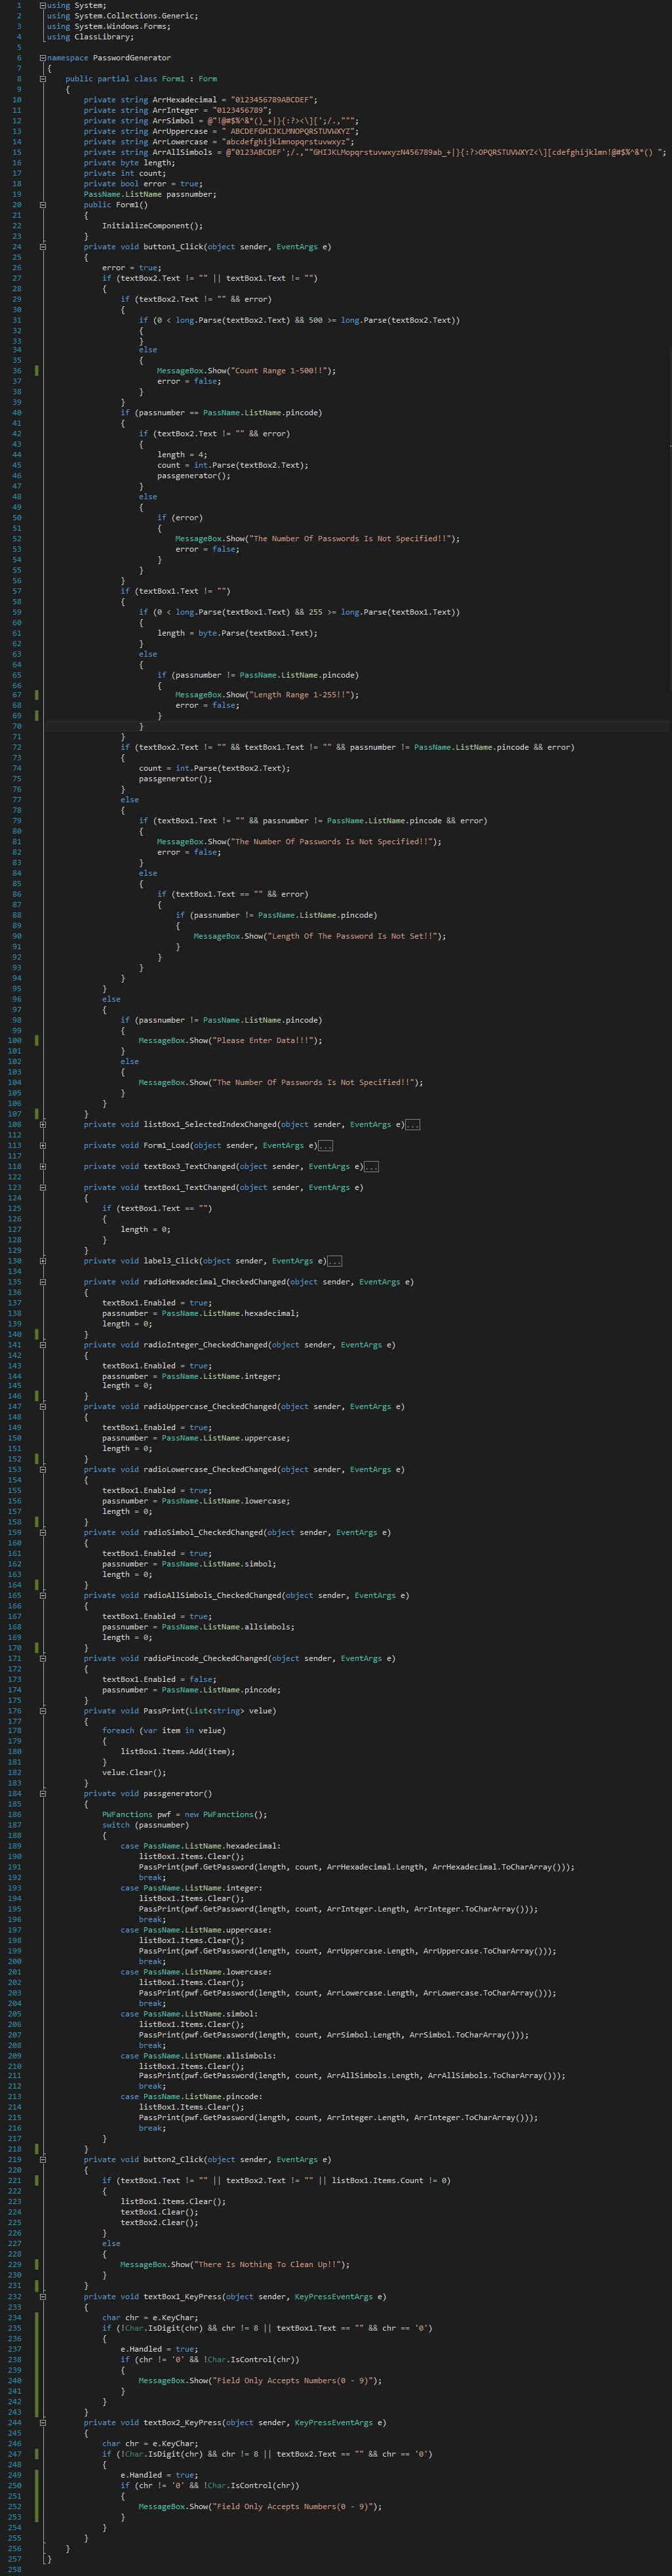 1 using System;
2 using System.Collections.Generic;
3 using System.Windows.Forms;
4 using ClassLibrary;
5
6 namespace PasswordGenerator
7 {
8 public partial class Form1 : Form
9 {
10 private string ArrHexadecimal = "0123456789ABCDEF";
11 private string ArrInteger = "0123456789";
12 private string ArrSimbol = @"!@#$%^&*()_+|}{:?><\][';/.,""";
13 private string ArrUppercase = " ABCDEFGHIJKLMNOPQRSTUVWXYZ";
14 private string ArrLowercase = "abcdefghijklmnopqrstuvwxyz";
15 private string ArrAllSimbols = @"0123ABCDEF';/.,""GHIJKLMopqrstuvwxyzN456789ab_+|}{:?>OPQRSTUVWXYZ<\][cdefghijklmn!@#$%^&*() ";
16 private byte length;
17 private int count;
18 private bool error = true;
19 PassName.ListName passnumber;
20 public Form1()
21 {
22 InitializeComponent();
23 }
24 private void button1_Click(object sender, EventArgs e)
25 {
26 error = true;
27 if (textBox2.Text != "" || textBox1.Text != "")
28 {
29 if (textBox2.Text != "" && error)
30 {
31 if (0 < long.Parse(textBox2.Text) && 500 >= long.Parse(textBox2.Text))
32 {
33 }
34 else
35 {
36 MessageBox.Show("Count Range 1-500!!");
37 error = false;
38 }
39 }
40 if (passnumber == PassName.ListName.pincode)
41 {
42 if (textBox2.Text != "" && error)
43 {
44 length = 4;
45 count = int.Parse(textBox2.Text);
46 passgenerator();
47 }
48 else
49 {
50 if (error)
51 {
52 MessageBox.Show("The Number Of Passwords Is Not Specified!!");
53 error = false;
54 }
55 }
56 }
57 if (textBox1.Text != "")
58 {
59 if (0 < long.Parse(textBox1.Text) && 255 >= long.Parse(textBox1.Text))
60 {
61 length = byte.Parse(textBox1.Text);
62 }
63 else
64 {
65 if (passnumber != PassName.ListName.pincode)
66 {
67 MessageBox.Show("Length Range 1-255!!");
68 error = false;
69 }
70 }
71 }
72 if (textBox2.Text != "" && textBox1.Text != "" && passnumber != PassName.ListName.pincode && error)
73 {
74 count = int.Parse(textBox2.Text);
75 passgenerator();
76 }
77 else
78 {
79 if (textBox1.Text != "" && passnumber != PassName.ListName.pincode && error)
80 {
81 MessageBox.Show("The Number Of Passwords Is Not Specified!!");
82 error = false;
83 }
84 else
85 {
86 if (textBox1.Text == "" && error)
87 {
88 if (passnumber != PassName.ListName.pincode)
89 {
90 MessageBox.Show("Length Of The Password Is Not Set!!");
91 }
92 }
93 }
94 }
95 }
96 else
97 {
98 if (passnumber != PassName.ListName.pincode)
99 {
100 MessageBox.Show("Please Enter Data!!!");
101 }
102 else
103 {
104 MessageBox.Show("The Number Of Passwords Is Not Specified!!");
105 }
106 }
107 }
108 private void listBox1_SelectedIndexChanged(object sender, EventArgs e)...
112
113 private void Form1_Load(object sender, EventArgs e)...
117
118 private void textBox3_TextChanged(object sender, EventArgs e)...
122
123 private void textBox1_TextChanged(object sender, EventArgs e)
124 {
125 if (textBox1.Text == "")
126 {
127 length = 0;
128 }
129 }
130 private void label3_Click(object sender, EventArgs e)...
134
135 private void radioHexadecimal_CheckedChanged(object sender, EventArgs e)
136 {
137 textBox1.Enabled = true;
138 passnumber = PassName.ListName.hexadecimal;
139 length = 0;
140 }
141 private void radioInteger_CheckedChanged(object sender, EventArgs e)
142 {
143 textBox1.Enabled = true;
144 passnumber = PassName.ListName.integer;
145 length = 0;
146 }
147 private void radioUppercase_CheckedChanged(object sender, EventArgs e)
148 {
149 textBox1.Enabled = true;
150 passnumber = PassName.ListName.uppercase;
151 length = 0;
152 }
153 private void radioLowercase_CheckedChanged(object sender, EventArgs e)
154 {
155 textBox1.Enabled = true;
156 passnumber = PassName.ListName.lowercase;
157 length = 0;
158 }
159 private void radioSimbol_CheckedChanged(object sender, EventArgs e)
160 {
161 textBox1.Enabled = true;
162 passnumber = PassName.ListName.simbol;
163 length = 0;
164 }
165 private void radioAllSimbols_CheckedChanged(object sender, EventArgs e)
166 {
167 textBox1.Enabled = true;
168 passnumber = PassName.ListName.allsimbols;
169 length = 0;
170 }
171 private void radioPincode_CheckedChanged(object sender, EventArgs e)
172 {
173 textBox1.Enabled = false;
174 passnumber = PassName.ListName.pincode;
175 }
176 private void PassPrint(List<string> velue)
177 {
178 foreach (var item in velue)
179 {
180 listBox1.Items.Add(item);
181 }
182 velue.Clear();
183 }
184 private void passgenerator()
185 {
186 PWFanctions pwf = new PWFanctions();
187 switch (passnumber)
188 {
189 case PassName.ListName.hexadecimal:
190 listBox1.Items.Clear();
191 PassPrint(pwf.GetPassword(length, count, ArrHexadecimal.Length, ArrHexadecimal.ToCharArray()));
192 break;
193 case PassName.ListName.integer:
194 listBox1.Items.Clear();
195 PassPrint(pwf.GetPassword(length, count, ArrInteger.Length, ArrInteger.ToCharArray()));
196 break;
197 case PassName.ListName.uppercase:
198 listBox1.Items.Clear();
199 PassPrint(pwf.GetPassword(length, count, ArrUppercase.Length, ArrUppercase.ToCharArray()));
200 break;
201 case PassName.ListName.lowercase:
202 listBox1.Items.Clear();
203 PassPrint(pwf.GetPassword(length, count, ArrLowercase.Length, ArrLowercase.ToCharArray()));
204 break;
205 case PassName.ListName.simbol:
206 listBox1.Items.Clear();
207 PassPrint(pwf.GetPassword(length, count, ArrSimbol.Length, ArrSimbol.ToCharArray()));
208 break;
209 case PassName.ListName.allsimbols:
210 listBox1.Items.Clear();
211 PassPrint(pwf.GetPassword(length, count, ArrAllSimbols.Length, ArrAllSimbols.ToCharArray()));
212 break;
213 case PassName.ListName.pincode:
214 listBox1.Items.Clear();
215 PassPrint(pwf.GetPassword(length, count, ArrInteger.Length, ArrInteger.ToCharArray()));
216 break;
217 }
218 }
219 private void button2_Click(object sender, EventArgs e)
220 {
221 if (textBox1.Text != "" || textBox2.Text != "" || listBox1.Items.Count != 0)
222 {
223 listBox1.Items.Clear();
224 textBox1.Clear();
225 textBox2.Clear();
226 }
227 else
228 {
229 MessageBox.Show("There Is Nothing To Clean Up!!");
230 }
231 }
232 private void textBox1_KeyPress(object sender, KeyPressEventArgs e)
233 {
234 char chr = e.KeyChar;
235 if (!Char.IsDigit(chr) && chr != 8 || textBox1.Text == "" && chr == '0')
236 {
237 e.Handled = true;
238 if (chr != '0' && !Char.IsControl(chr))
239 {
240 MessageBox.Show("Field Only Accepts Numbers(0 - 9)");
241 }
242 }
243 }
244 private void textBox2_KeyPress(object sender, KeyPressEventArgs e)
245 {
246 char chr = e.KeyChar;
247 if (!Char.IsDigit(chr) && chr != 8 || textBox2.Text == "" && chr == '0')
248 {
249 e.Handled = true;
250 if (chr != '0' && !Char.IsControl(chr))
251 {
252 MessageBox.Show("Field Only Accepts Numbers(0 - 9)");
253 }
254 }
255 }
256 }
257 }
258